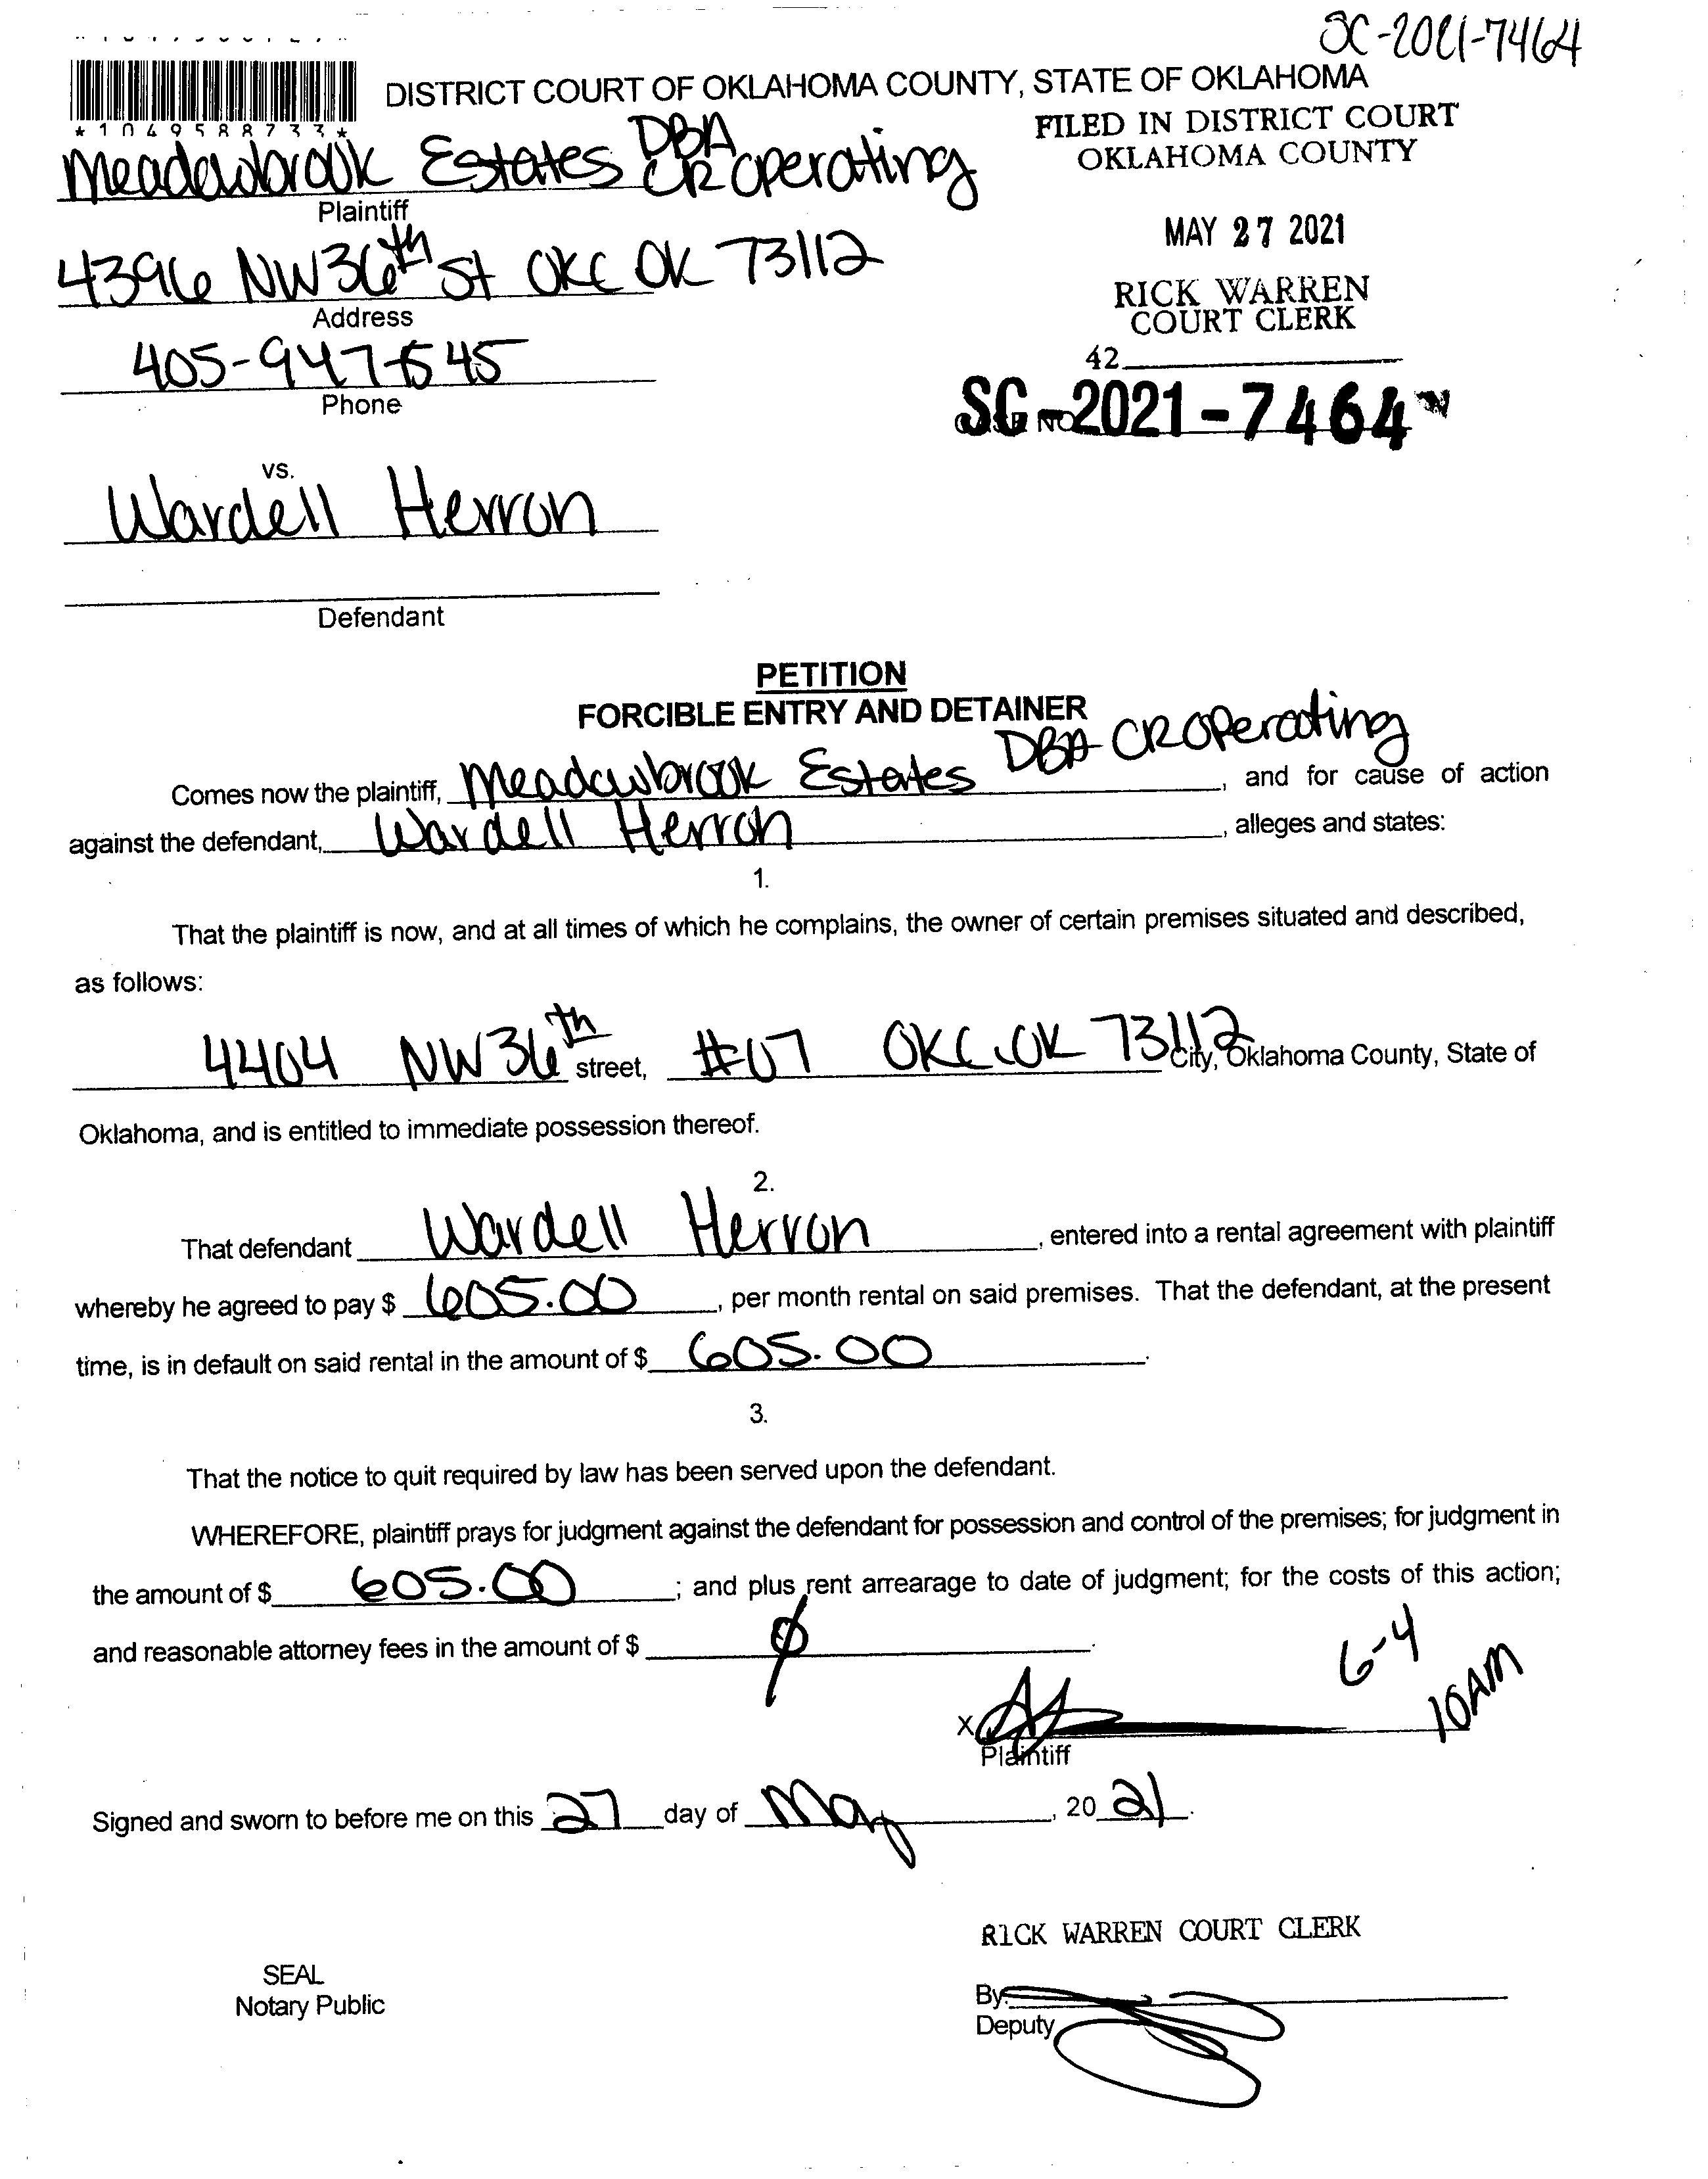 SC-2021-7464
DISTRICT COURT OF OKLAHOMA COUNTY, STATE OF OKLAHOMA
*1049588733*
FILED IN DISTRICT COURT
OKLAHOMA COUNTY
Meadowbrook Estates DBA CR Operating
Plaintiff
MAY 27 2021
4396 NW 36th St OKC OK 73112
Address
RICK WARREN
COURT CLERK
405-947-1545
Phone
42
SC-2021-7464
CASE NO.
vs.
Wardell Herron
Defendant
PETITION
FORCIBLE ENTRY AND DETAINER
Comes now the plaintiff, Meadowbrook Estates DBA CR Operating, and for cause of action
against the defendant, Wardell Herron, alleges and states:
1.
That the plaintiff is now, and at all times of which he complains, the owner of certain premises situated and described,
as follows:
4404 NW 36th street, #07 OKC, OK 73112 City, Oklahoma County, State of
Oklahoma, and is entitled to immediate possession thereof.
2.
That defendant Wardell Herron, entered into a rental agreement with plaintiff
whereby he agreed to pay $ 605.00, per month rental on said premises. That the defendant, at the present
time, is in default on said rental in the amount of $ 605.00.
3.
That the notice to quit required by law has been served upon the defendant.
WHEREFORE, plaintiff prays for judgment against the defendant for possession and control of the premises; for judgment in
the amount of $ 605.00; and plus rent arrearage to date of judgment; for the costs of this action;
and reasonable attorney fees in the amount of $ ∅.
6-4
10AM
X
Plaintiff
Signed and sworn to before me on this 27 day of May, 2021.
RICK WARREN COURT CLERK
SEAL
Notary Public
By:
Deputy